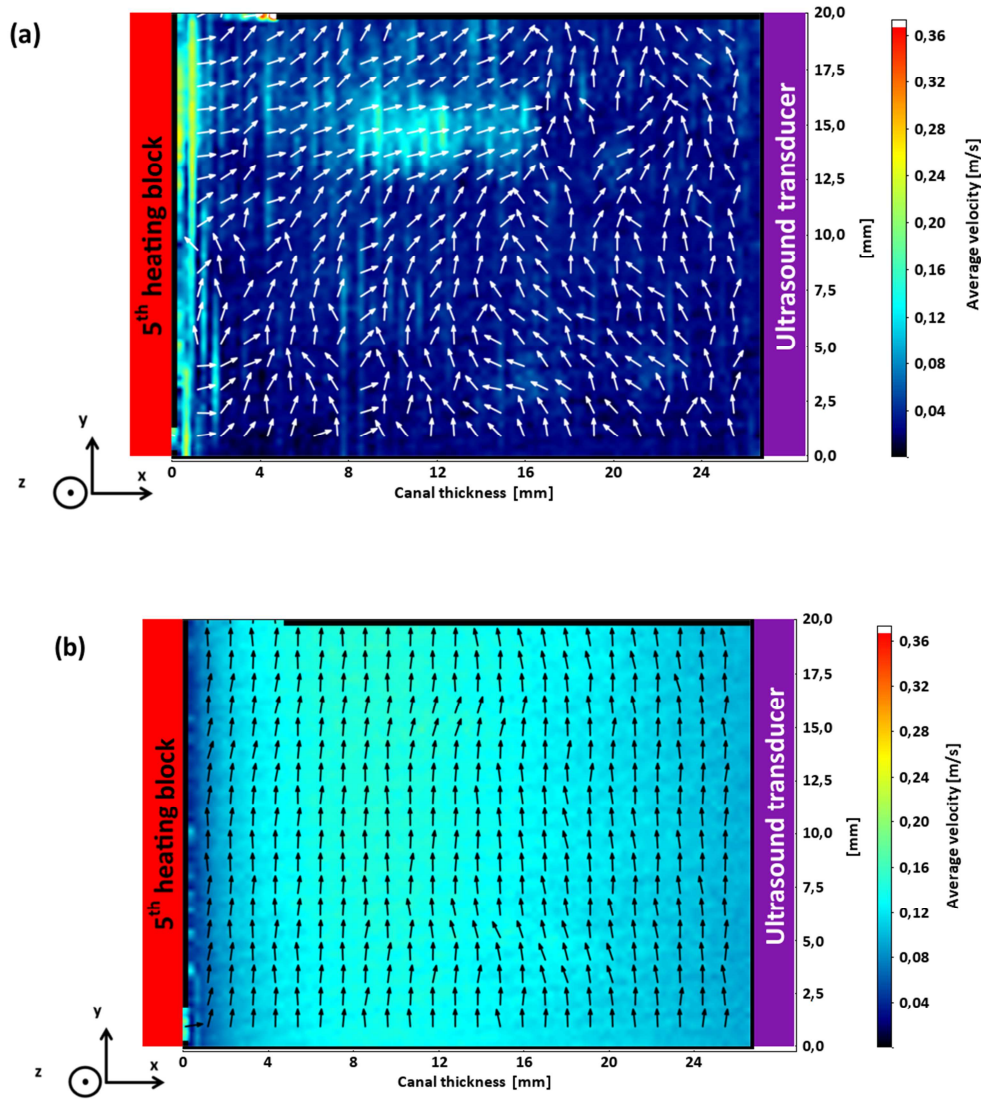 (a)
5th heating block
Ultrasound transducer
20,0
17,5
15,0
12,5
10,0
7,5
5,0
2,5
0,0
[mm]
0,36
0,32
0,28
0,24
0,20
0,16
0,12
0,08
0,04
Average velocity [m/s]
0
4
8
12
16
20
24
Canal thickness [mm]
y
x
z
(b)
5th heating block
Ultrasound transducer
20,0
17,5
15,0
12,5
10,0
7,5
5,0
2,5
0,0
[mm]
0,36
0,32
0,28
0,24
0,20
0,16
0,12
0,08
0,04
Average velocity [m/s]
0
4
8
12
16
20
24
Canal thickness [mm]
y
x
z